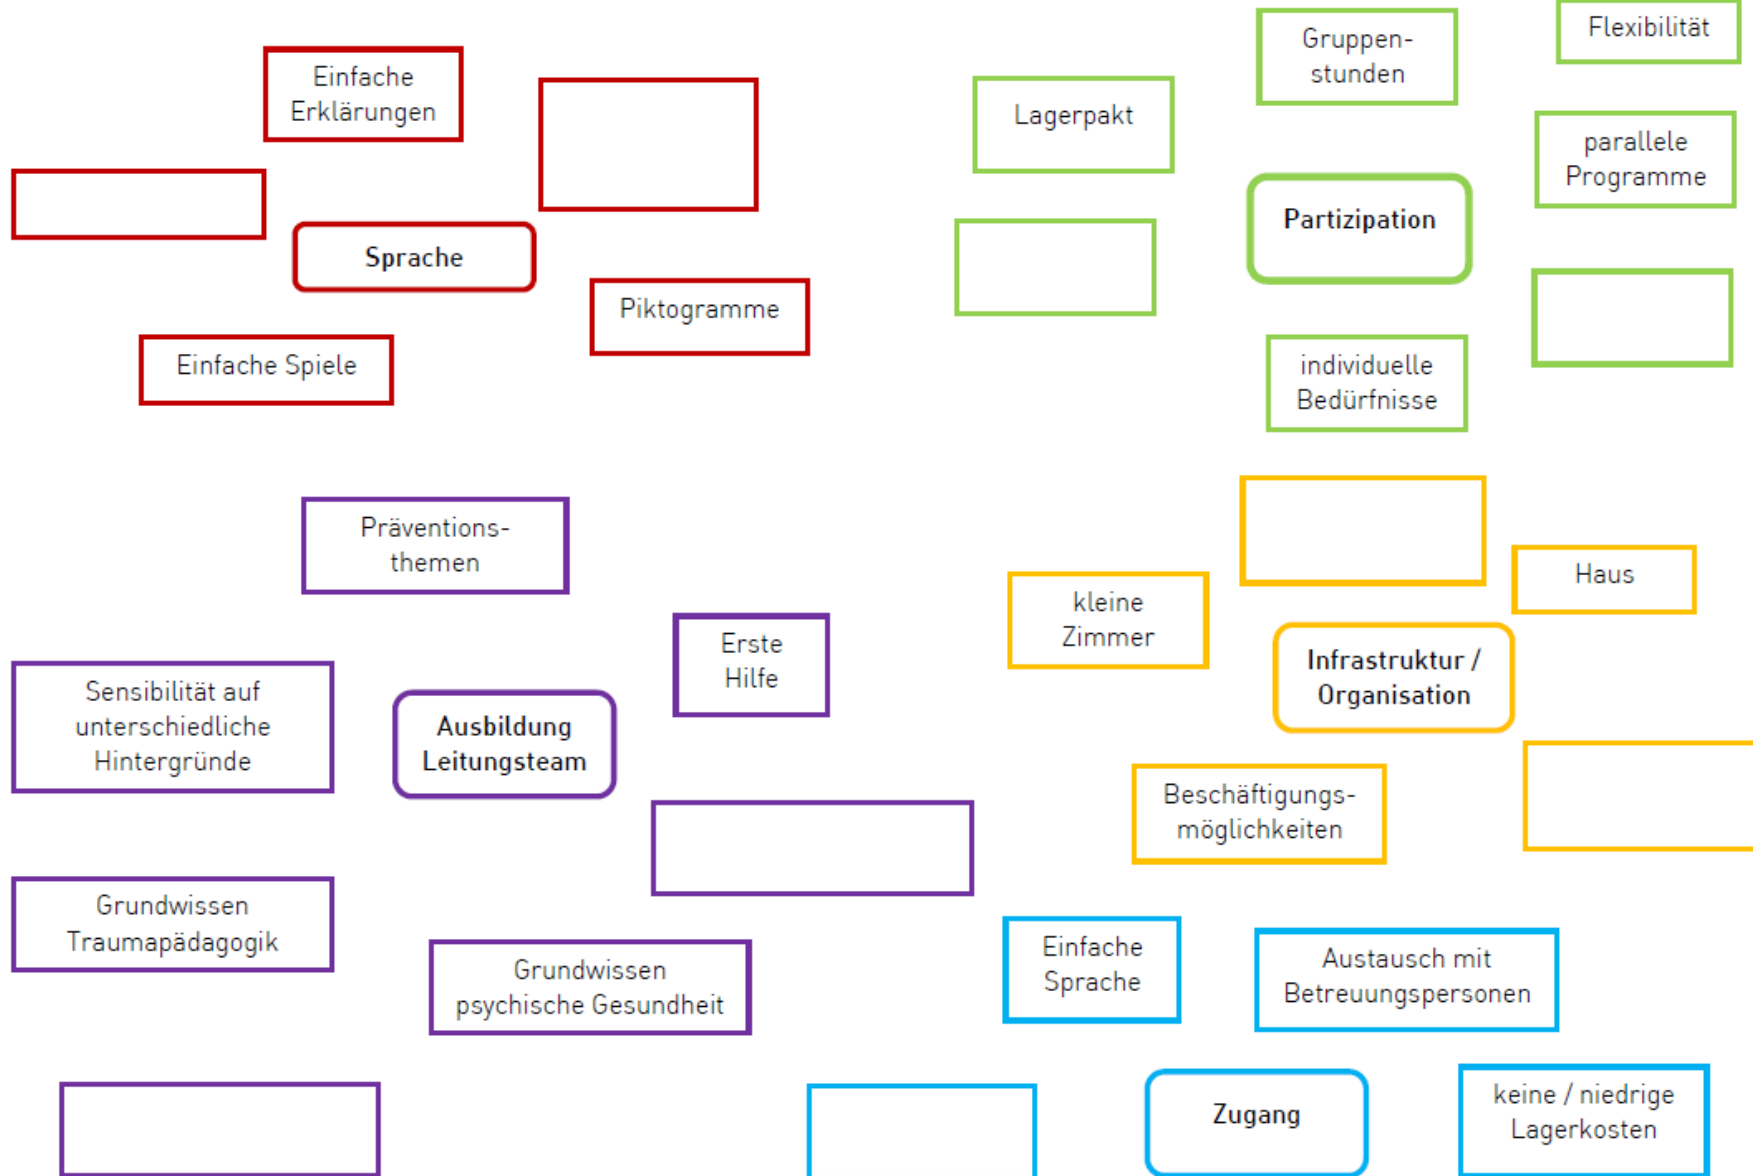 Einfache
Erklärungen
Sprache
Piktogramme
Einfache Spiele
Gruppen-
stunden
Flexibilität
Lagerpakt
parallele
Programme
Partizipation
individuelle
Bedürfnisse
Präventions-
themen
Erste
Hilfe
Sensibilität auf
unterschiedliche
Hintergründe
Ausbildung
Leitungsteam
Grundwissen
Traumapädagogik
Grundwissen
psychische Gesundheit
Haus
kleine
Zimmer
Infrastruktur /
Organisation
Beschäftigungs-
möglichkeiten
Einfache
Sprache
Austausch mit
Betreuungspersonen
Zugang
keine / niedrige
Lagerkosten